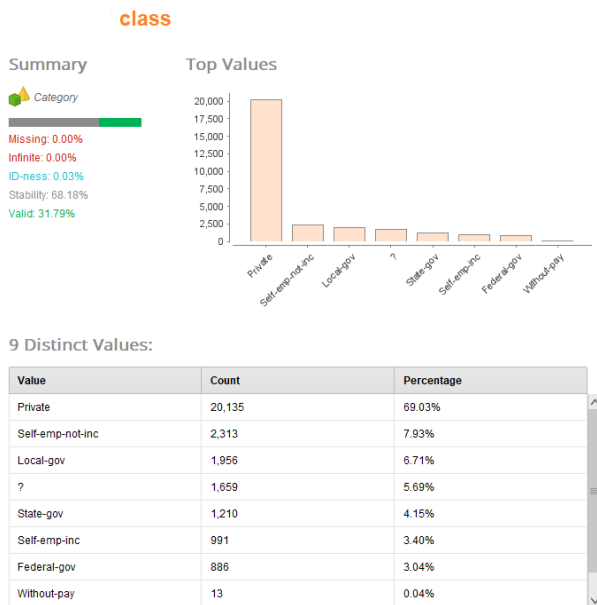 class
Summary
Top Values
Category
Missing: 0.00%
Infinite: 0.00%
ID-ness: 0.03%
Stability: 68.18%
Valid: 31.79%
20,000
17,500
15,000
12,500
10,000
7,500
5,000
2,500
0
Private
Self-emp-not-inc
Local-gov
?
State-gov
Self-emp-inc
Federal-gov
Without-pay
9 Distinct Values:
Value Count Percentage
Private 20,135 69.03%
Self-emp-not-inc 2,313 7.93%
Local-gov 1,956 6.71%
? 1,659 5.69%
State-gov 1,210 4.15%
Self-emp-inc 991 3.40%
Federal-gov 886 3.04%
Without-pay 13 0.04%